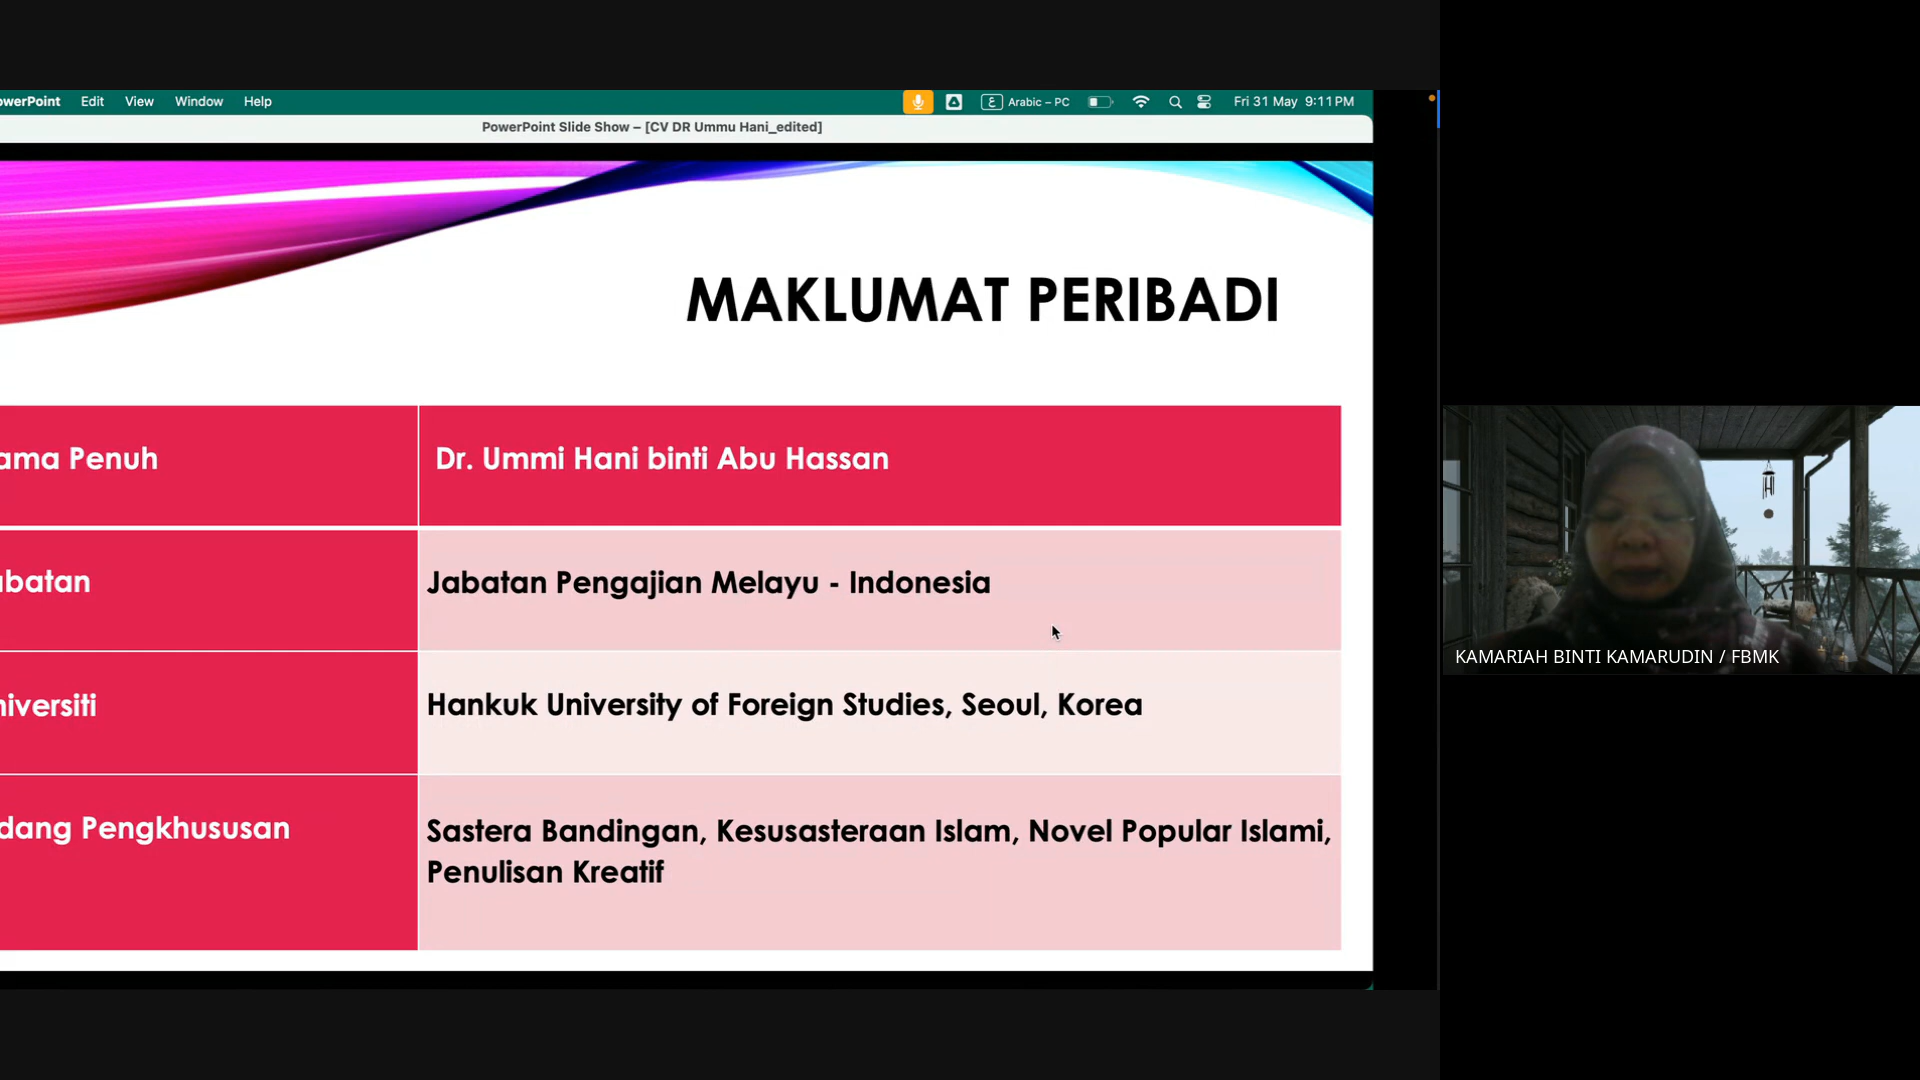 owerPoint Edit View Window Help ع Arabic – PC Fri 31 May 9:11 PM
PowerPoint Slide Show – [CV DR Ummu Hani_edited]
MAKLUMAT PERIBADI
ama Penuh Dr. Ummi Hani binti Abu Hassan
abatan Jabatan Pengajian Melayu - Indonesia
niversiti Hankuk University of Foreign Studies, Seoul, Korea
dang Pengkhususan Sastera Bandingan, Kesusasteraan Islam, Novel Popular Islami,
Penulisan Kreatif
KAMARIAH BINTI KAMARUDIN / FBMK